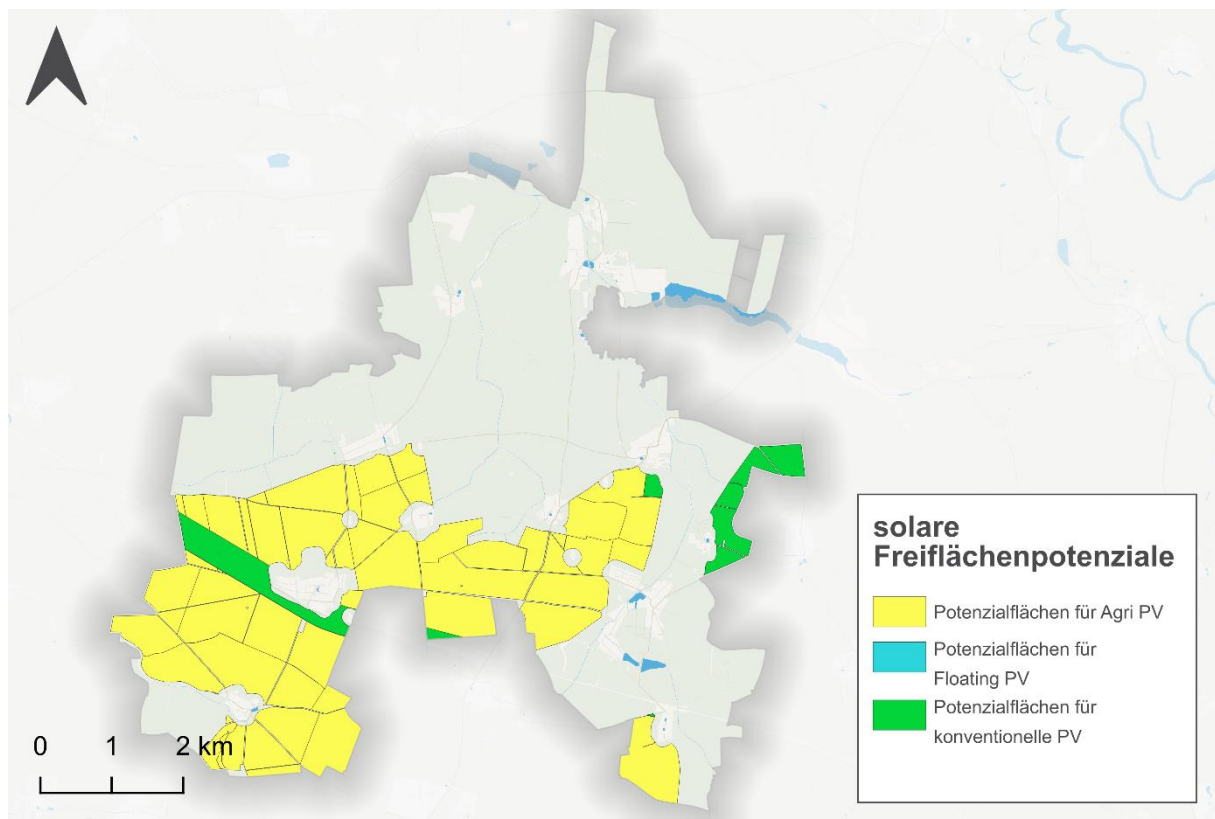 solare
Freiflächenpotenziale
Potenzialflächen für Agri PV
Potenzialflächen für
Floating PV
Potenzialflächen für
konventionelle PV
0 1 2 km